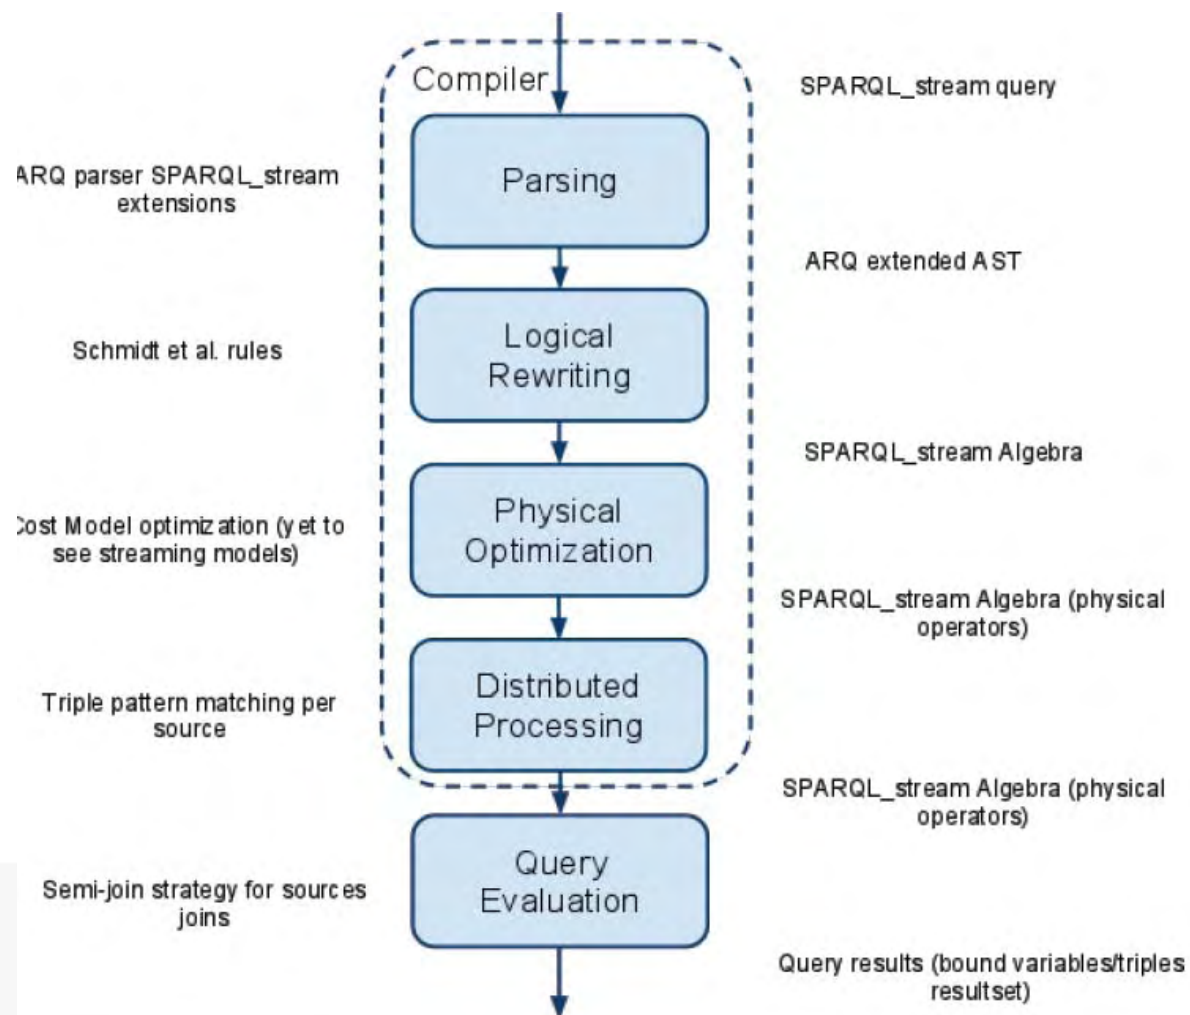 Compiler
SPARQL_stream query
Parsing
ARQ parser SPARQL_stream
extensions
ARQ extended AST
Logical
Rewriting
Schmidt et al. rules
SPARQL_stream Algebra
Physical
Optimization
Cost Model optimization (yet to
see streaming models)
SPARQL_stream Algebra (physical
operators)
Distributed
Processing
Triple pattern matching per
source
SPARQL_stream Algebra (physical
operators)
Query
Evaluation
Semi-join strategy for sources
joins
Query results (bound variables/triples
resultset)